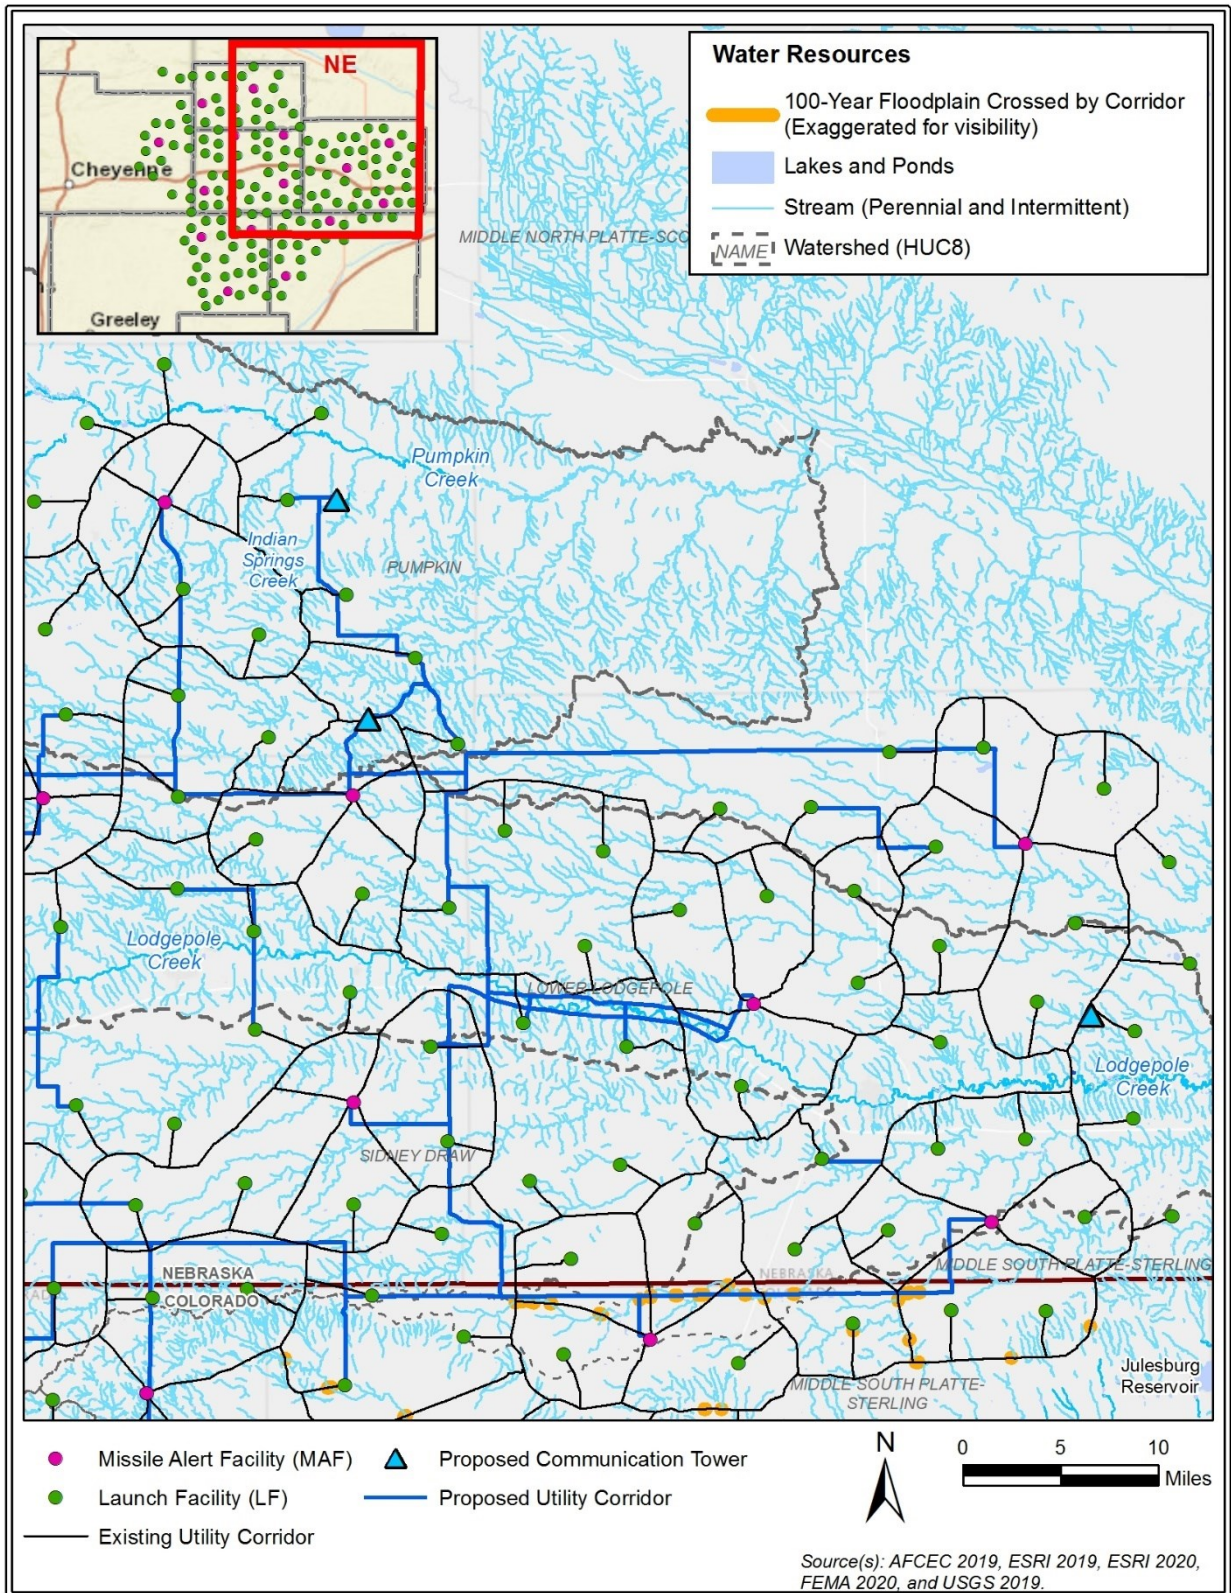 NE
Cheyenne
Greeley
Water Resources
100-Year Floodplain Crossed by Corridor
(Exaggerated for visibility)
Lakes and Ponds
Stream (Perennial and Intermittent)
NAME
Watershed (HUC8)
MIDDLE NORTH PLATTE-SCO
Pumpkin
Creek
Indian
Springs
Creek
PUMPKIN
Lodgepole
Creek
LOWER LODGEPOLE
Lodgepole
Creek
SIDNEY DRAW
NEBRASKA
COLORADO
NEBRASKA
MIDDLE SOUTH PLATTE-STERLING
MIDDLE SOUTH PLATTE-
STERLING
Julesburg
Reservoir
Missile Alert Facility (MAF)
Launch Facility (LF)
Existing Utility Corridor
Proposed Communication Tower
Proposed Utility Corridor
N
0 5 10
Miles
Source(s): AFCEC 2019, ESRI 2019, ESRI 2020,
FEMA 2020, and USGS 2019.